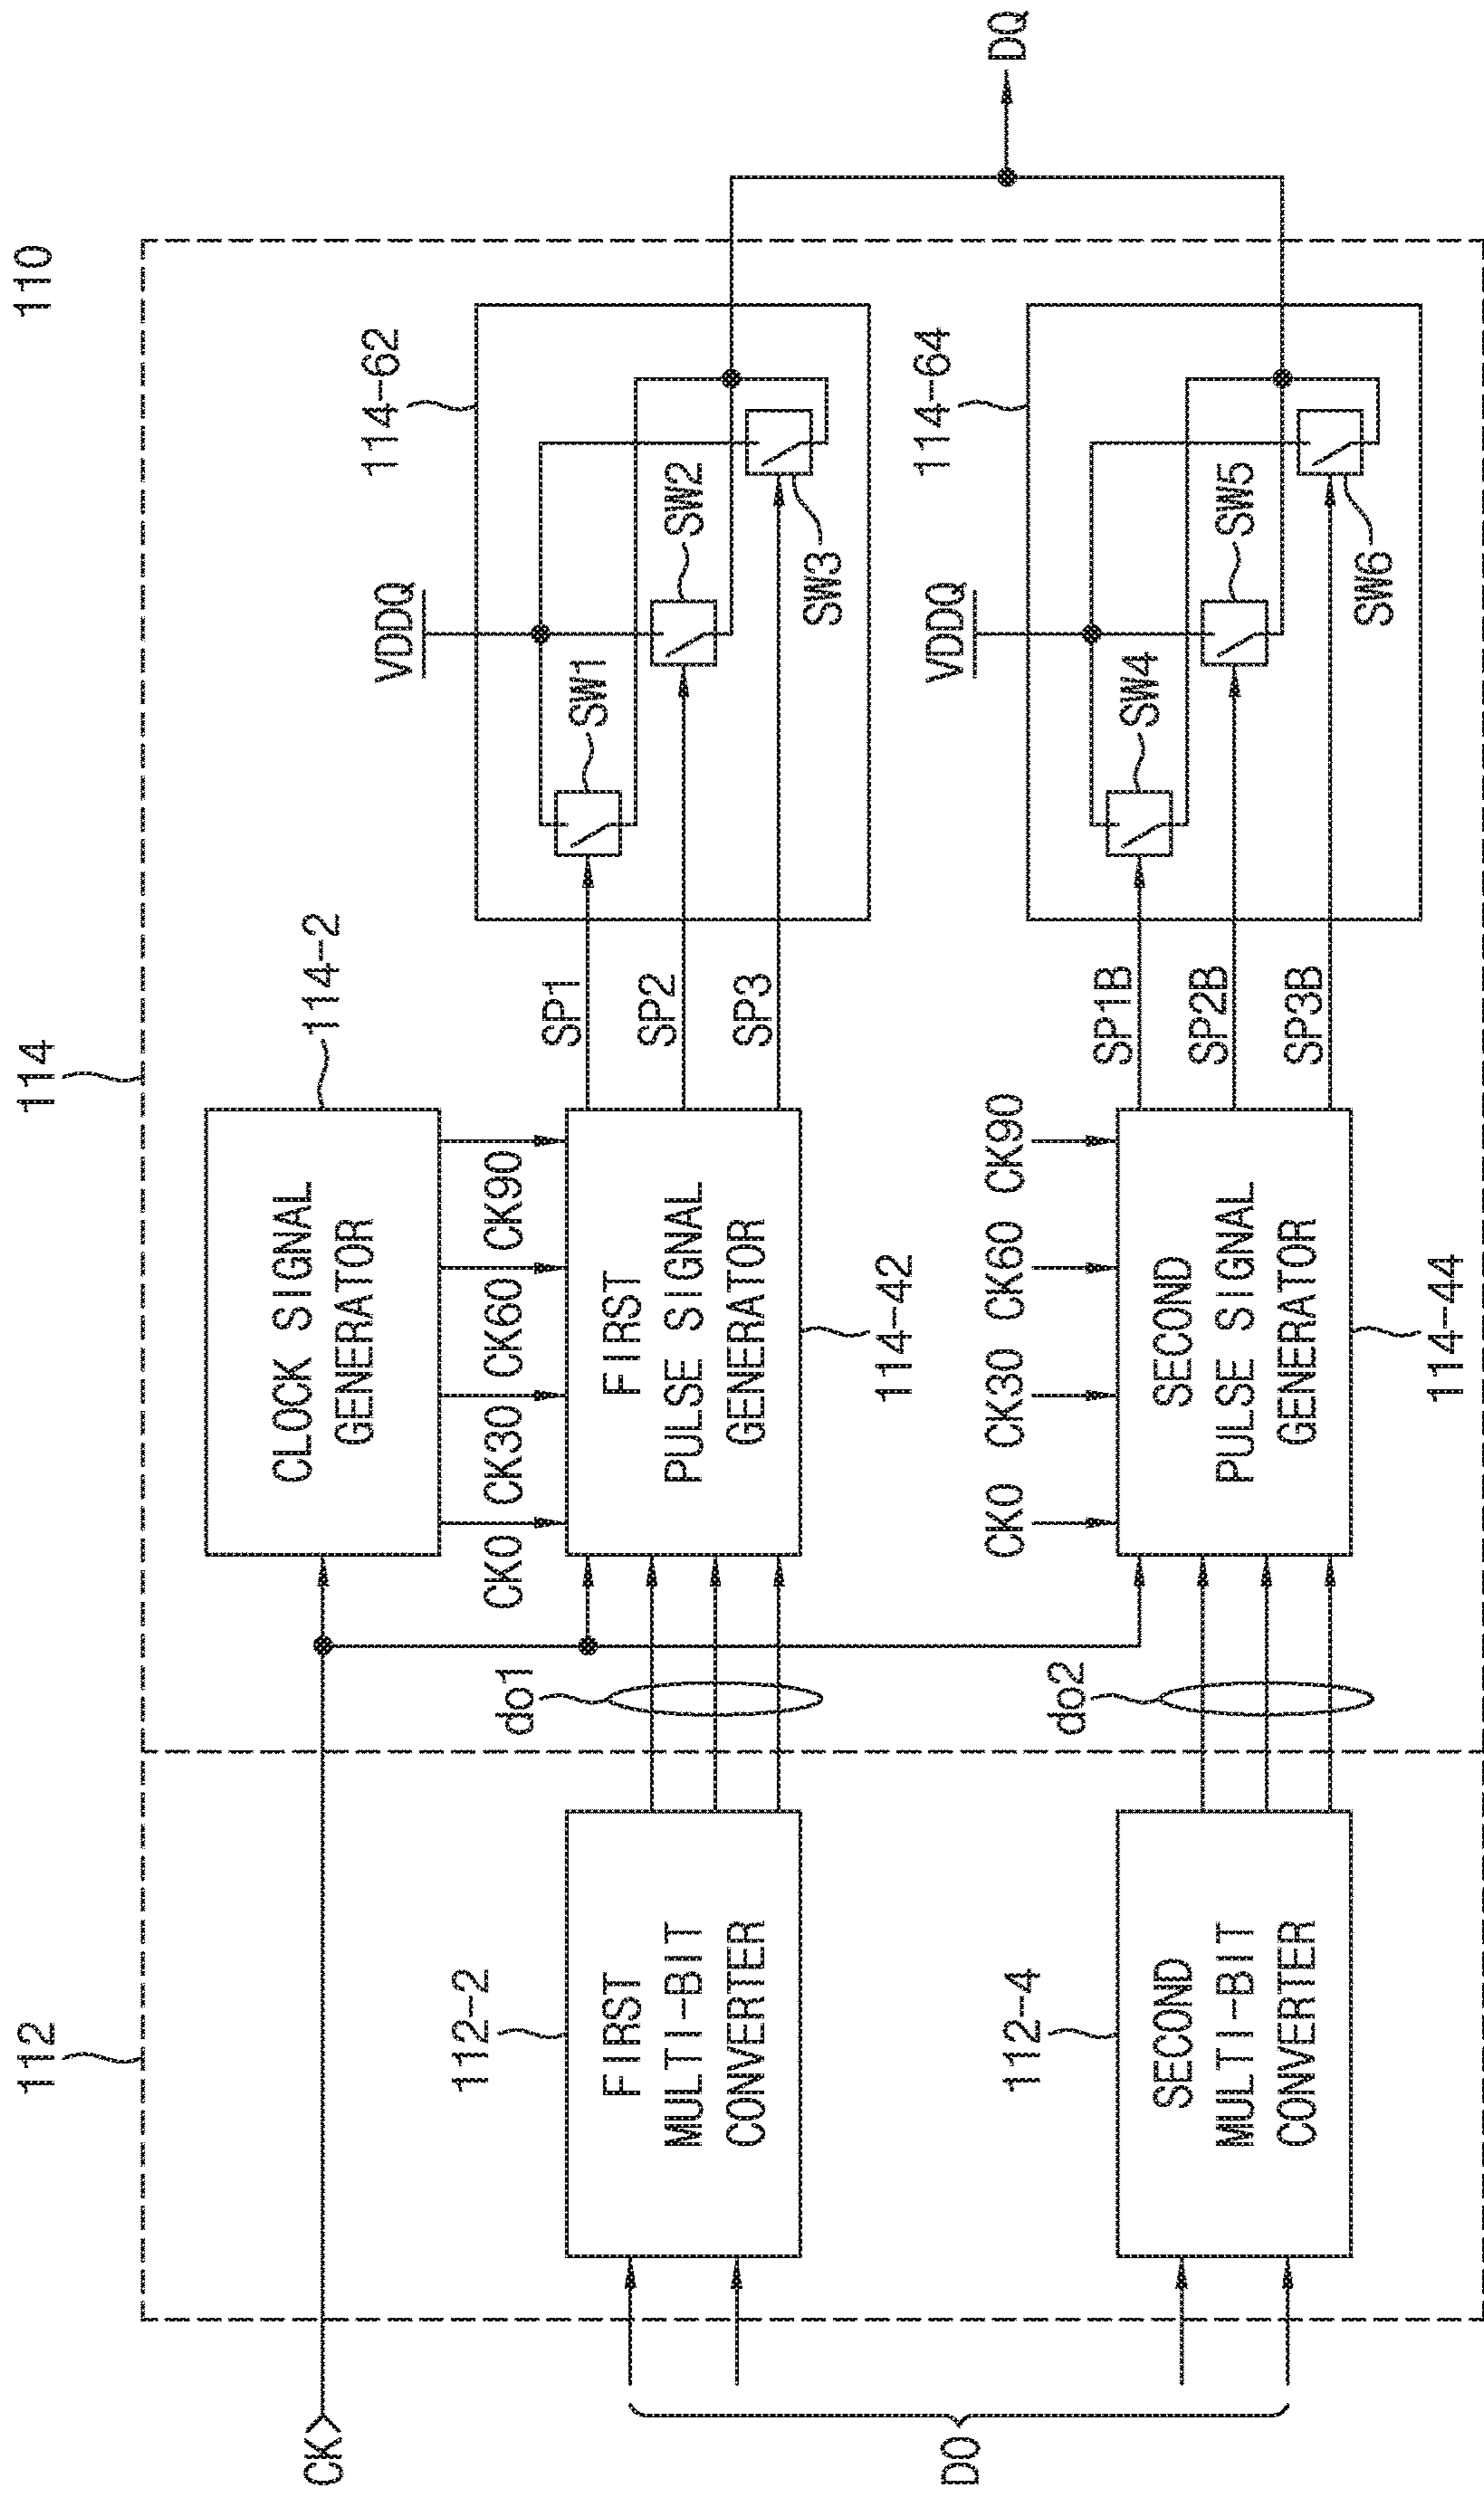 110
112
114
CK
CLOCK SIGNAL
GENERATOR
114-2
CK0
CK30
CK60
CK90
112-2
FIRST
MULTI-BIT
CONVERTER
do1
FIRST
PULSE SIGNAL
GENERATOR
114-42
SP1
SP2
SP3
VDDQ
114-62
SW1
SW2
SW3
DO
DQ
CK0
CK30
CK60
CK90
112-4
SECOND
MULTI-BIT
CONVERTER
do2
SECOND
PULSE SIGNAL
GENERATOR
114-44
SP1B
SP2B
SP3B
VDDQ
114-64
SW4
SW5
SW6